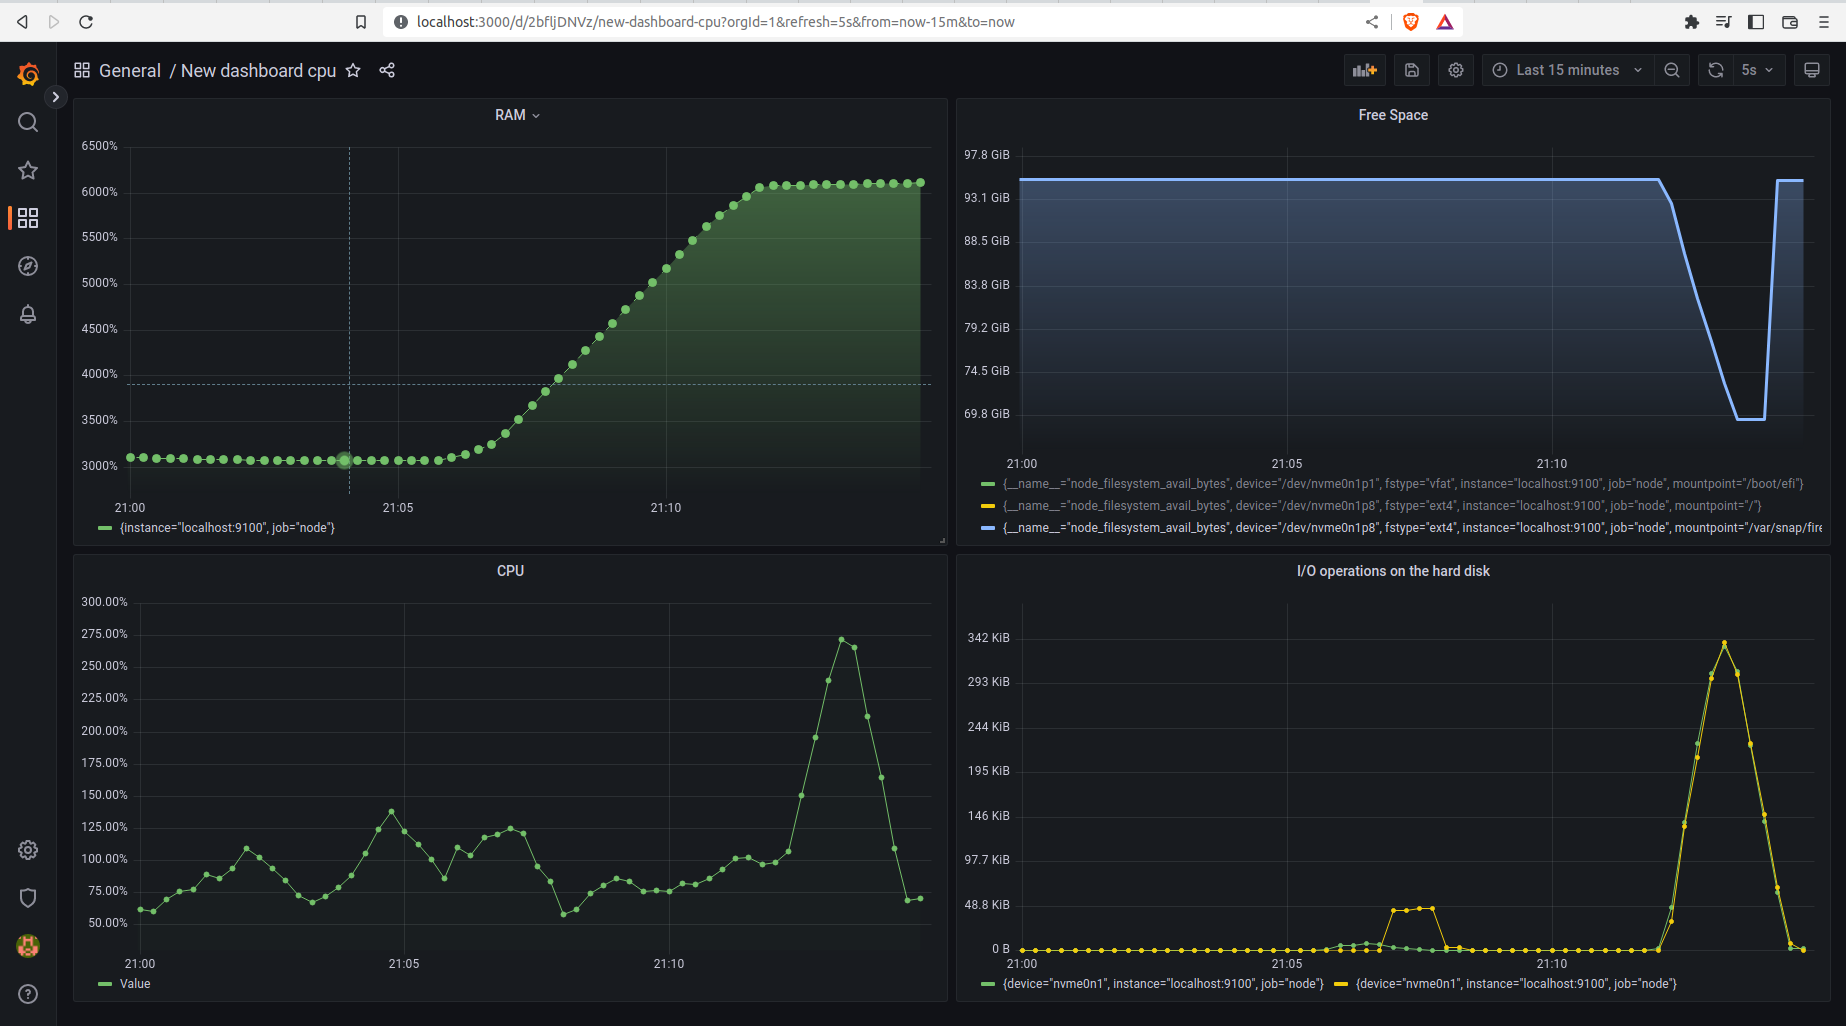 localhost:3000/d/2bfljDNVz/new-dashboard-cpu?orgId=1&refresh=5s&from=now-15m&to=now
General / New dashboard cpu
Last 15 minutes
5s
RAM
6500%
6000%
5500%
5000%
4500%
4000%
3500%
3000%
21:00 21:05 21:10
{instance="localhost:9100", job="node"}
Free Space
97.8 GiB
93.1 GiB
88.5 GiB
83.8 GiB
79.2 GiB
74.5 GiB
69.8 GiB
21:00 21:05 21:10
{__name__="node_filesystem_avail_bytes", device="/dev/nvme0n1p1", fstype="vfat", instance="localhost:9100", job="node", mountpoint="/boot/efi"}
{__name__="node_filesystem_avail_bytes", device="/dev/nvme0n1p8", fstype="ext4", instance="localhost:9100", job="node", mountpoint="/"}
{__name__="node_filesystem_avail_bytes", device="/dev/nvme0n1p8", fstype="ext4", instance="localhost:9100", job="node", mountpoint="/var/snap/fire
CPU
300.00%
275.00%
250.00%
225.00%
200.00%
175.00%
150.00%
125.00%
100.00%
75.00%
50.00%
21:00 21:05 21:10
Value
I/O operations on the hard disk
342 KiB
293 KiB
244 KiB
195 KiB
146 KiB
97.7 KiB
48.8 KiB
0 B
21:00 21:05 21:10
{device="nvme0n1", instance="localhost:9100", job="node"} {device="nvme0n1", instance="localhost:9100", job="node"}